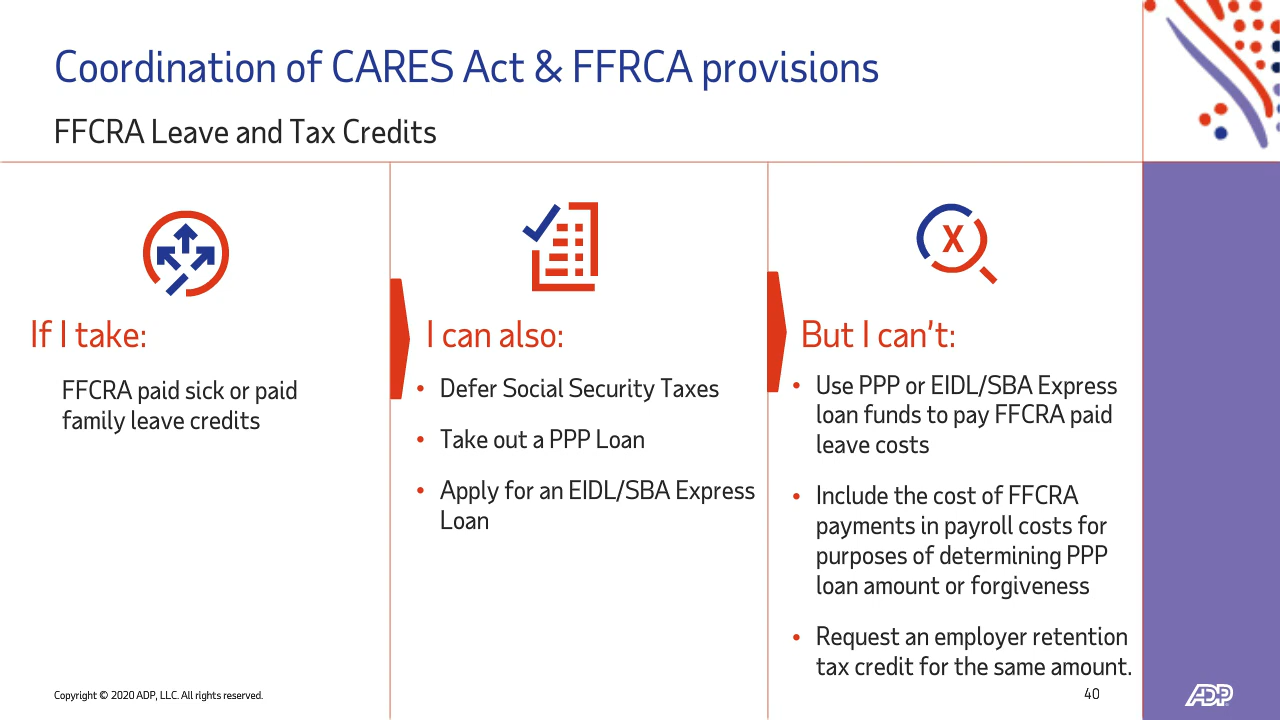 Coordination of CARES Act & FFRCA provisions
FFCRA Leave and Tax Credits
If I take:
FFCRA paid sick or paid
family leave credits
I can also:
• Defer Social Security Taxes
• Take out a PPP Loan
• Apply for an EIDL/SBA Express
Loan
X
But I can't:
• Use PPP or EIDL/SBA Express
loan funds to pay FFCRA paid
leave costs
• Include the cost of FFCRA
payments in payroll costs for
purposes of determining PPP
loan amount or forgiveness
• Request an employer retention
tax credit for the same amount.
Copyright © 2020 ADP, LLC. All rights reserved.
40
ADP